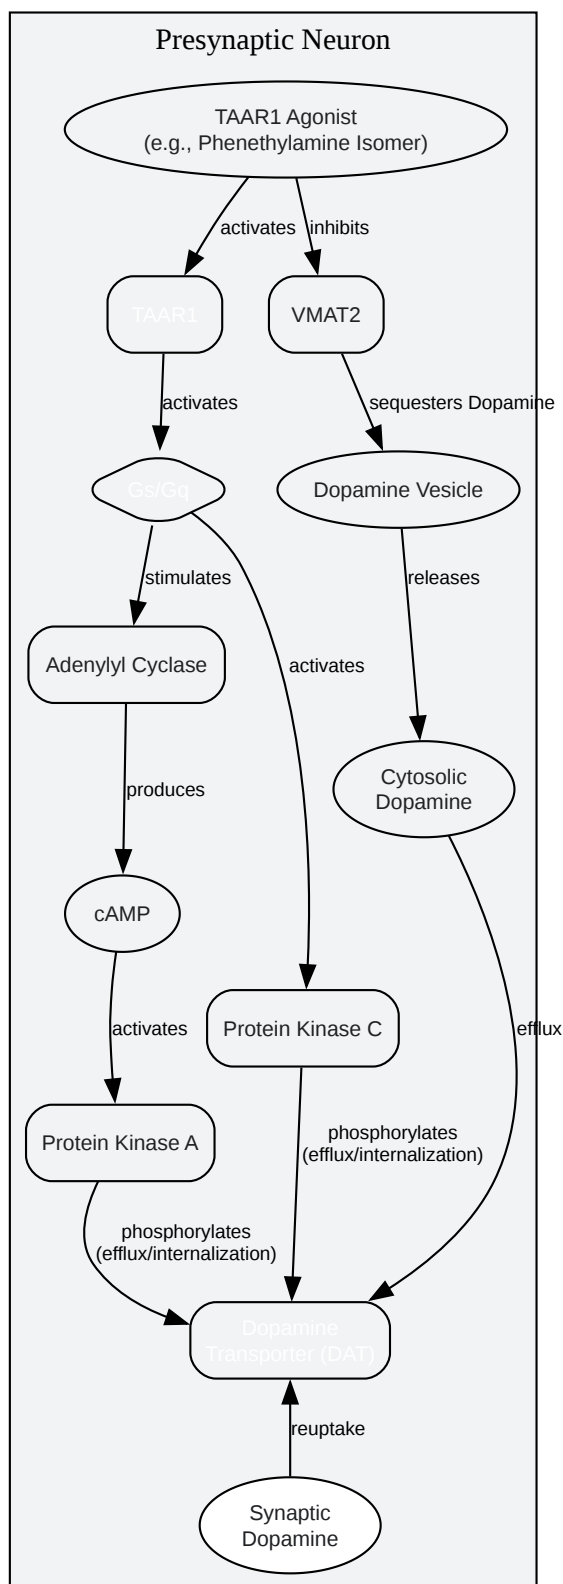 Presynaptic Neuron
TAAR1 Agonist
(e.g., Phenethylamine Isomer)
activates
inhibits
TAAR1
VMAT2
activates
sequesters Dopamine
Gs/Gq
Dopamine Vesicle
stimulates
releases
Adenylyl Cyclase
activates
produces
Cytosolic
Dopamine
cAMP
activates
Protein Kinase C
efflux
Protein Kinase A
phosphorylates
(efflux/internalization)
phosphorylates
(efflux/internalization)
Dopamine
Transporter (DAT)
reuptake
Synaptic
Dopamine